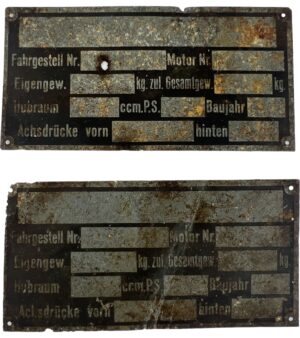 Fahrgestell Nr. Motor Nr.
Eigengew. kg. zul. Gesamtgew. kg.
Hubraum ccm. P.S. Baujahr
Achsdrücke vorn hinten
Fahrgestell Nr. Motor Nr.
Eigengew. kg. zul. Gesamtgew. kg.
Hubraum ccm. P.S. Baujahr
Achsdrücke vorn hinten